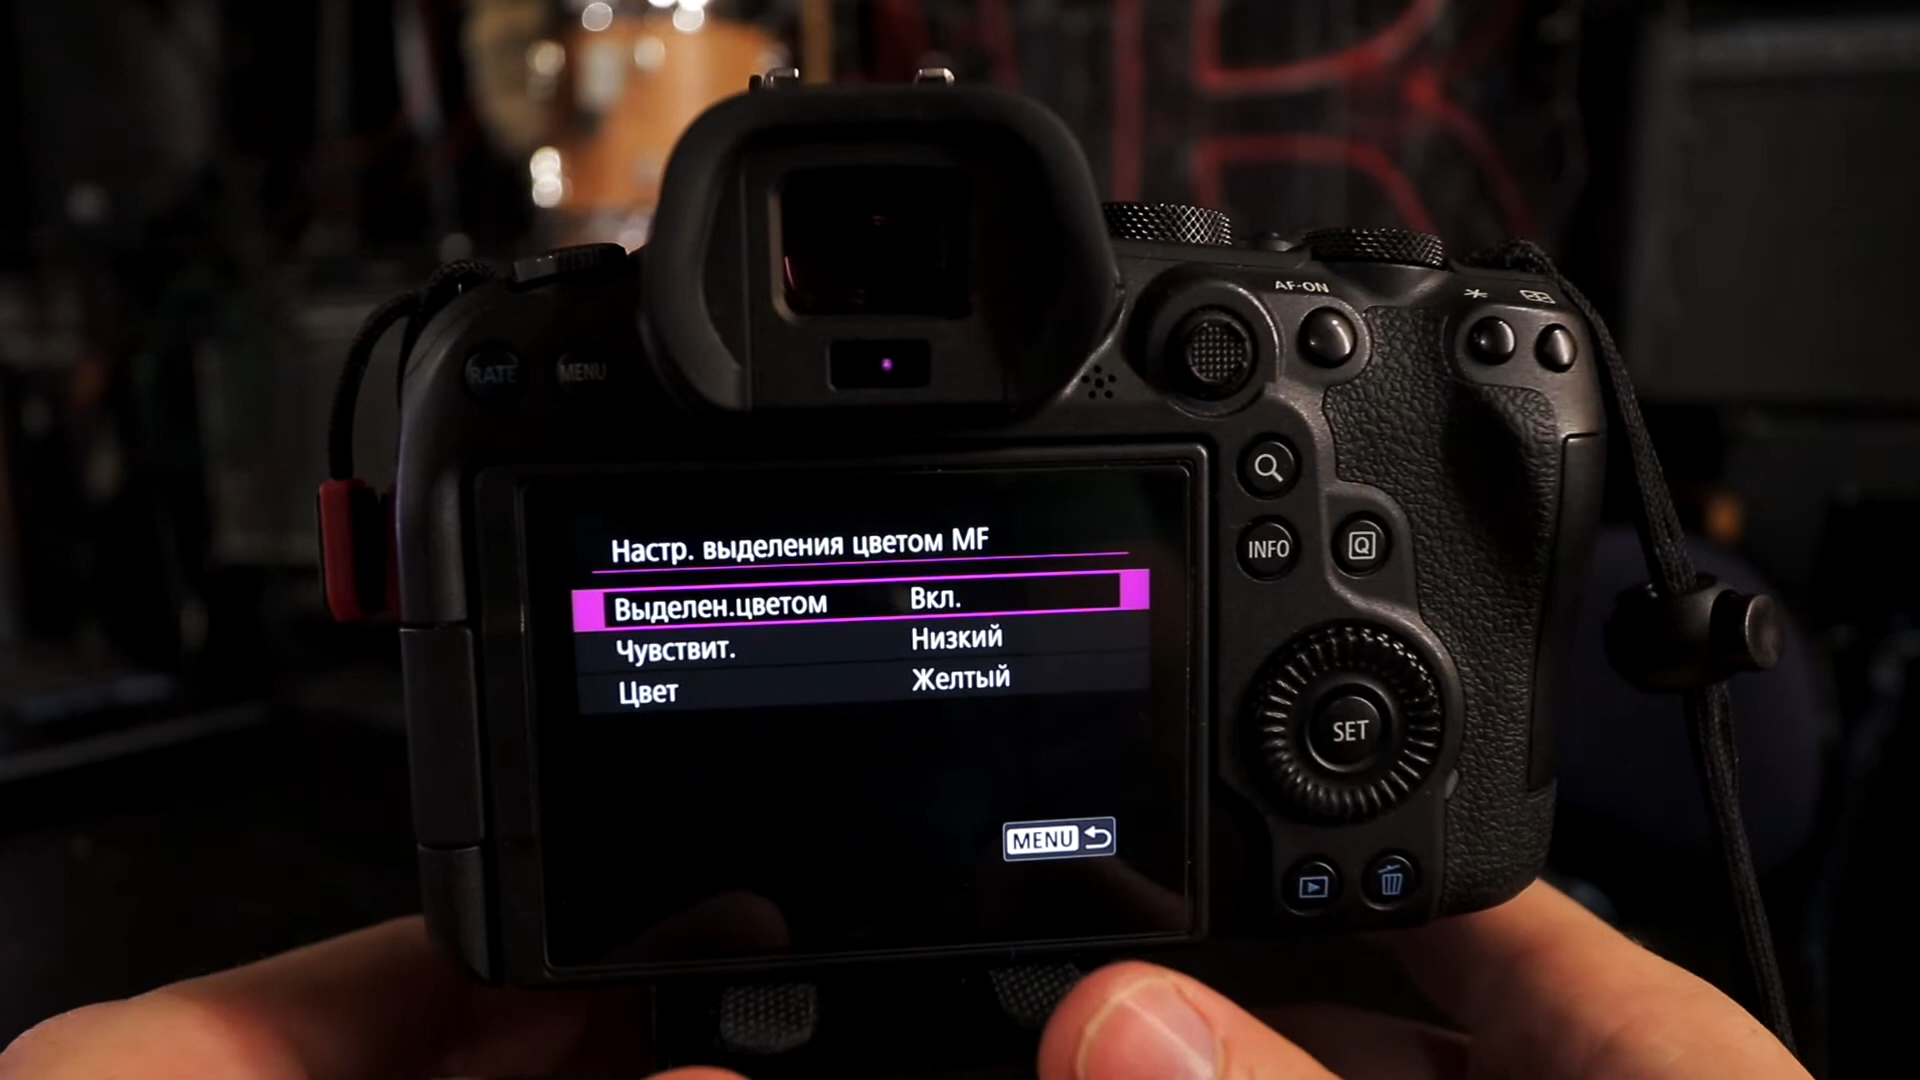 AF-ON
RATE MENU
INFO
Q
Настр. выделения цветом MF
Выделен.цветом Вкл.
Чувствит. Низкий
Цвет Желтый
SET
MENU